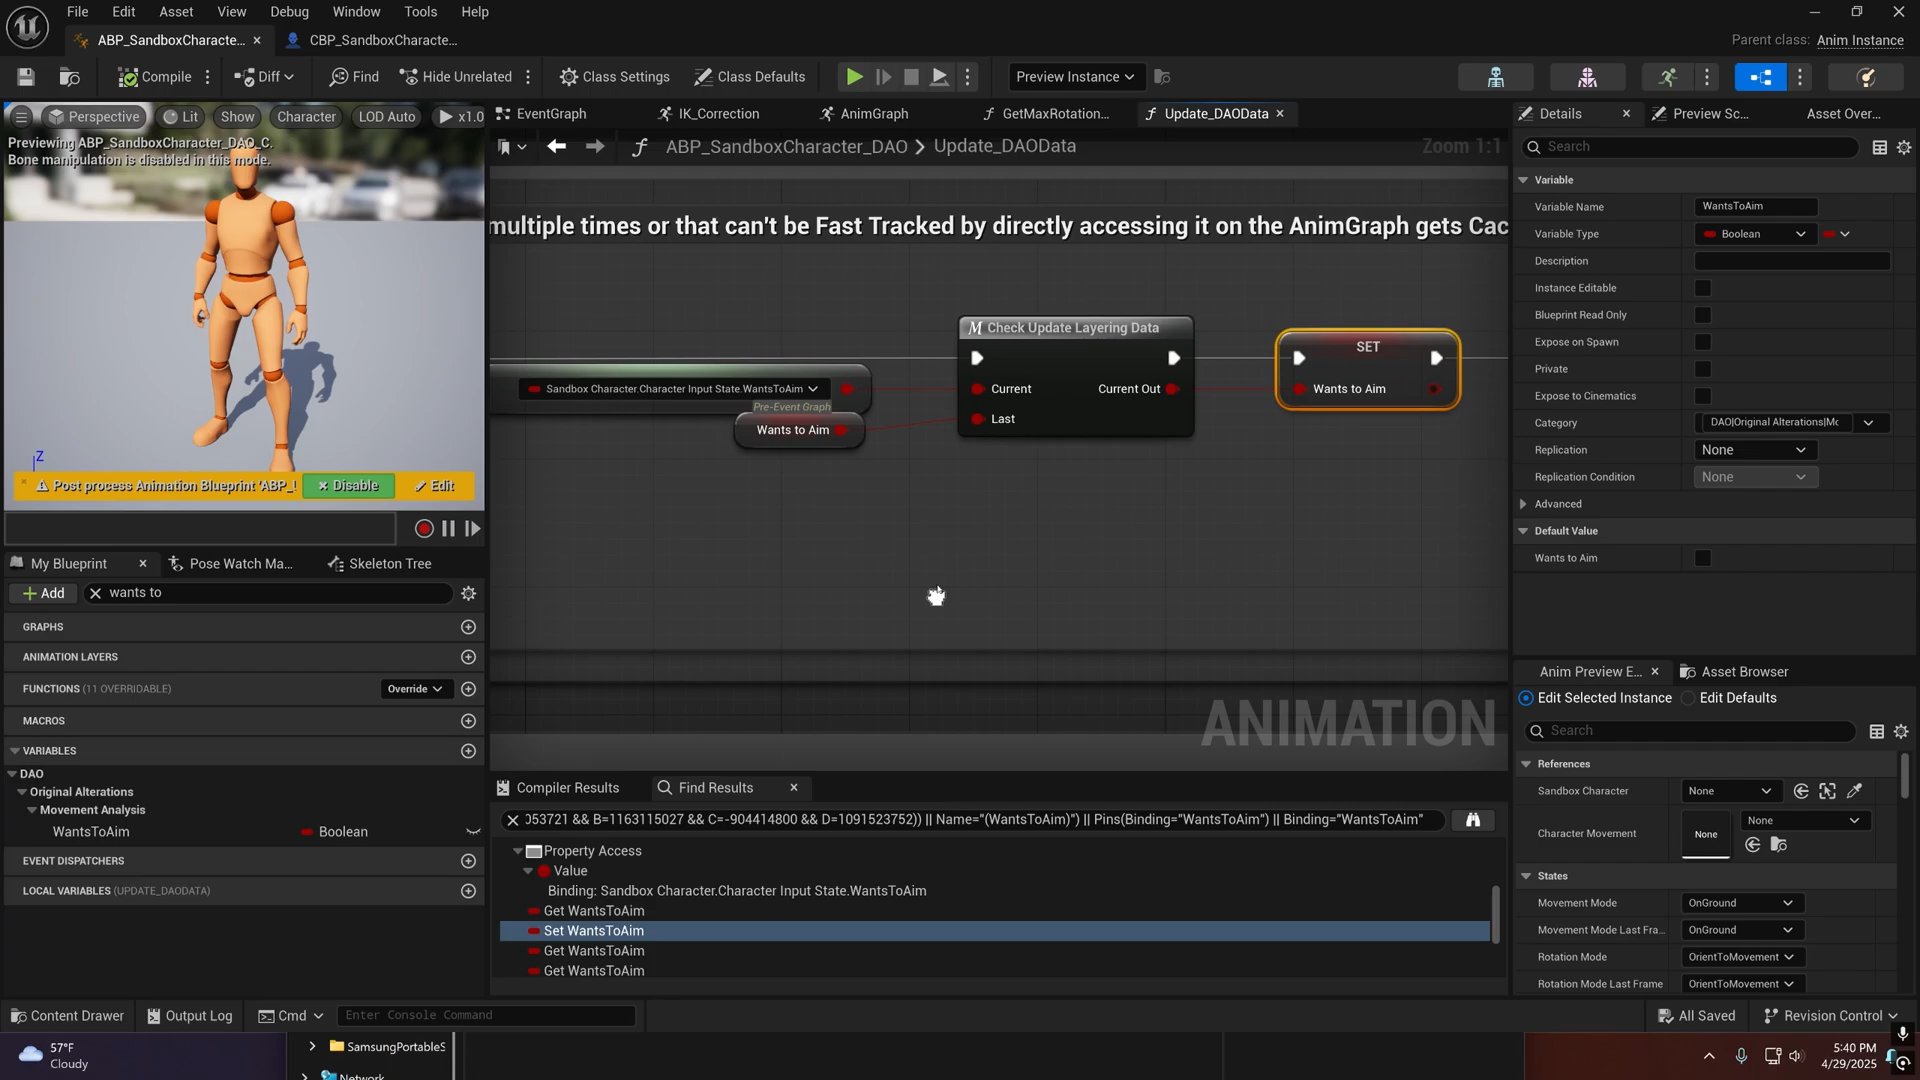 File Edit Asset View Debug Window Tools Help
ABP_SandboxCharacte... CBP_SandboxCharacte...
Parent class: Anim Instance
Compile Diff Find Hide Unrelated Class Settings Class Defaults Preview Instance
Perspective Lit Show Character LOD Auto x1.0
Previewing ABP_SandboxCharacter_DAO_C.
Bone manipulation is disabled in this mode.
Z
Post process Animation Blueprint 'ABP_! Disable Edit
EventGraph IK_Correction AnimGraph GetMaxRotation... Update_DAOData
ABP_SandboxCharacter_DAO Update_DAOData Zoom 1:1
multiple times or that can't be Fast Tracked by directly accessing it on the AnimGraph gets Cac
Sandbox Character.Character Input State.WantsToAim
Pre-Event Graph
Wants to Aim
Check Update Layering Data
Current Current Out
Last
SET
Wants to Aim
ANIMATION
My Blueprint Pose Watch Ma... Skeleton Tree
Add wants to
GRAPHS
ANIMATION LAYERS
FUNCTIONS (11 OVERRIDABLE) Override
MACROS
VARIABLES
DAO
Original Alterations
Movement Analysis
WantsToAim Boolean
EVENT DISPATCHERS
LOCAL VARIABLES (UPDATE_DAODATA)
Compiler Results Find Results
053721 && B=1163115027 && C=-904414800 && D=1091523752)) || Name="(WantsToAim)") || Pins(Binding="WantsToAim") || Binding="WantsToAim"
Property Access
Value
Binding: Sandbox Character.Character Input State.WantsToAim
Get WantsToAim
Set WantsToAim
Get WantsToAim
Get WantsToAim
Details Preview Sc... Asset Over...
Search
Variable
Variable Name WantsToAim
Variable Type Boolean
Description
Instance Editable
Blueprint Read Only
Expose on Spawn
Private
Expose to Cinematics
Category DAO|Original Alterations|Mc
Replication None
Replication Condition None
Advanced
Default Value
Wants to Aim
Anim Preview E... Asset Browser
Edit Selected Instance Edit Defaults
Search
References
Sandbox Character None
Character Movement None None
States
Movement Mode OnGround
Movement Mode Last Fra... OnGround
Rotation Mode OrientToMovement
Rotation Mode Last Frame OrientToMovement
Content Drawer Output Log Cmd Enter Console Command All Saved Revision Control
57°F
Cloudy
SamsungPortableS
Network
5:40 PM
4/29/2025